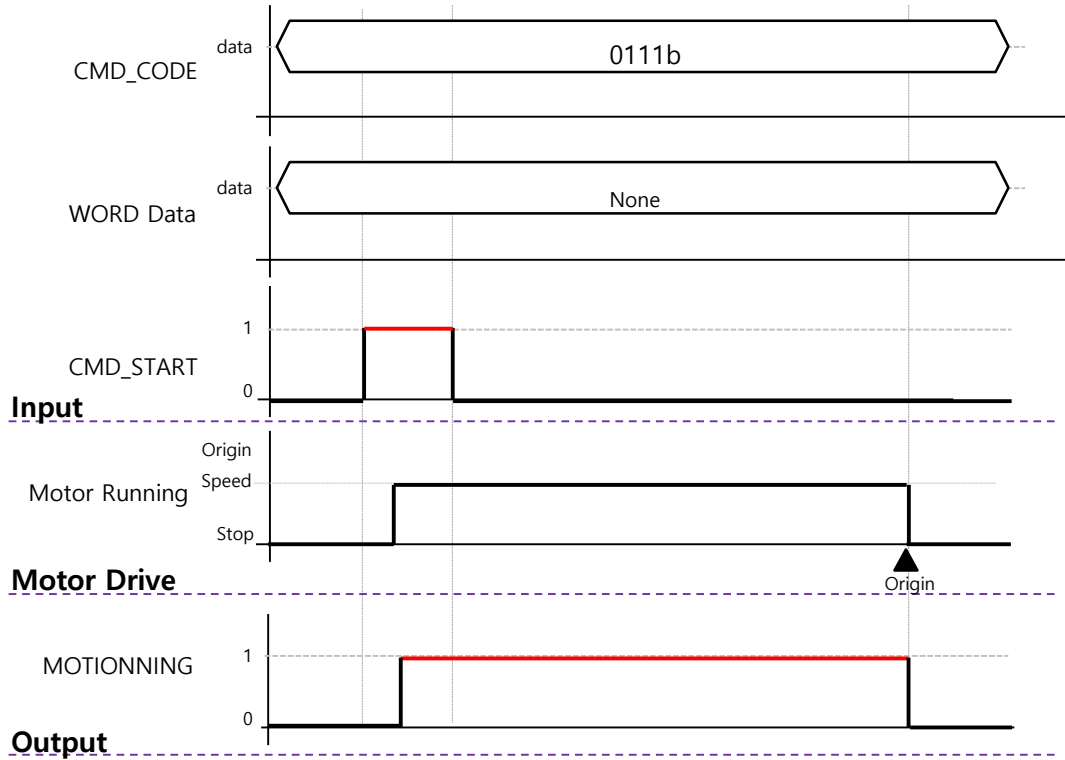 data
0111b
CMD_CODE
data
None
WORD Data
1
CMD_START
0
Input
Origin
Speed
Motor Running
Stop
Motor Drive
Origin
1
MOTIONNING
0
Output